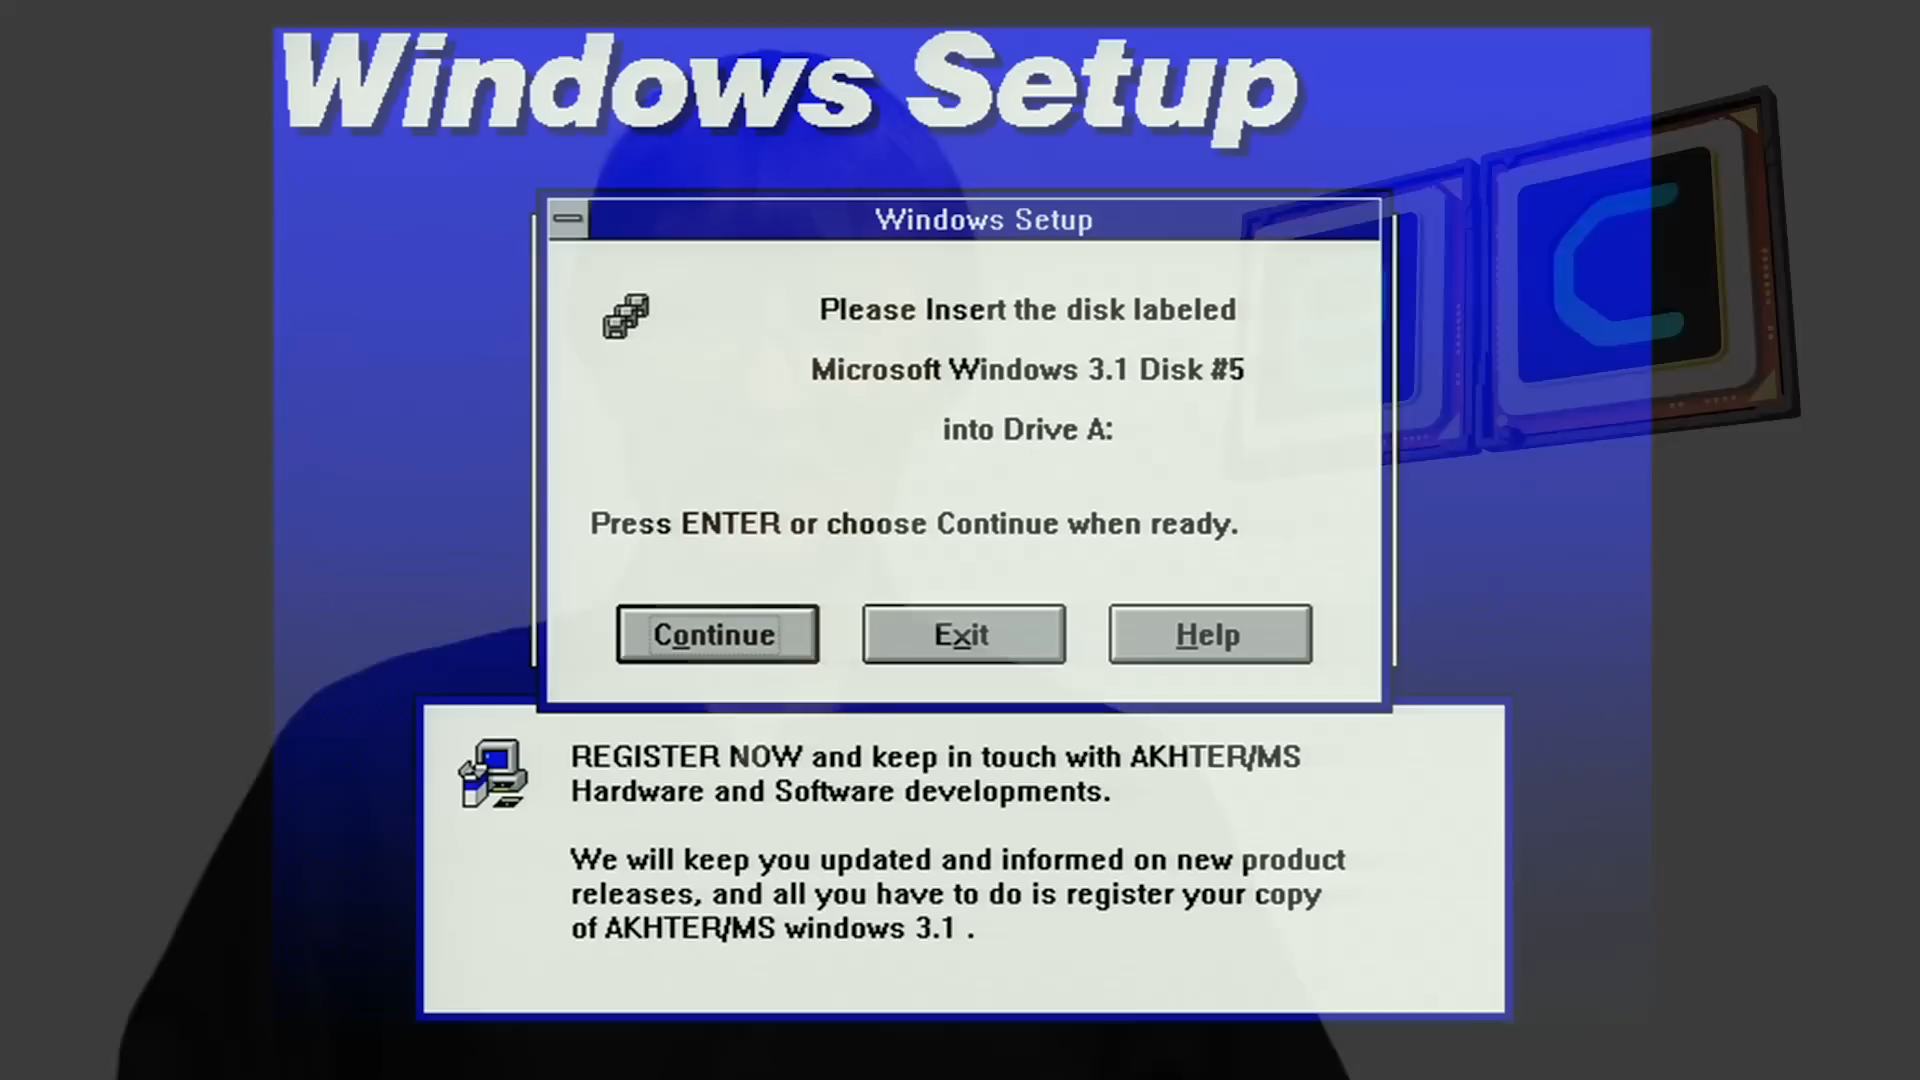 Windows Setup
Windows Setup
Please Insert the disk labeled
Microsoft Windows 3.1 Disk #5
into Drive A:
Press ENTER or choose Continue when ready.
Continue
Exit
Help
REGISTER NOW and keep in touch with AKHTER/MS
Hardware and Software developments.
We will keep you updated and informed on new product
releases, and all you have to do is register your copy
of AKHTER/MS windows 3.1 .